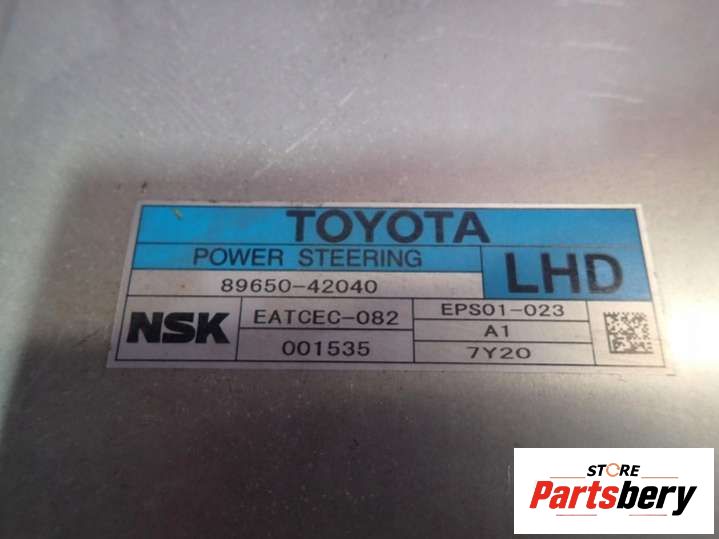 TOYOTA
POWER STEERING
LHD
89650-42040
NSK
EATCEC-082
EPS01-023
A1
001535
7Y20
STORE
Partsbery